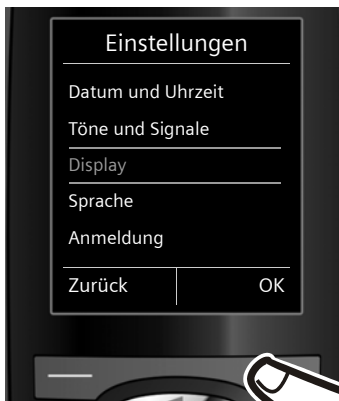 Einstellungen
Datum und Uhrzeit
Töne und Signale
Display
Sprache
Anmeldung
Zurück OK